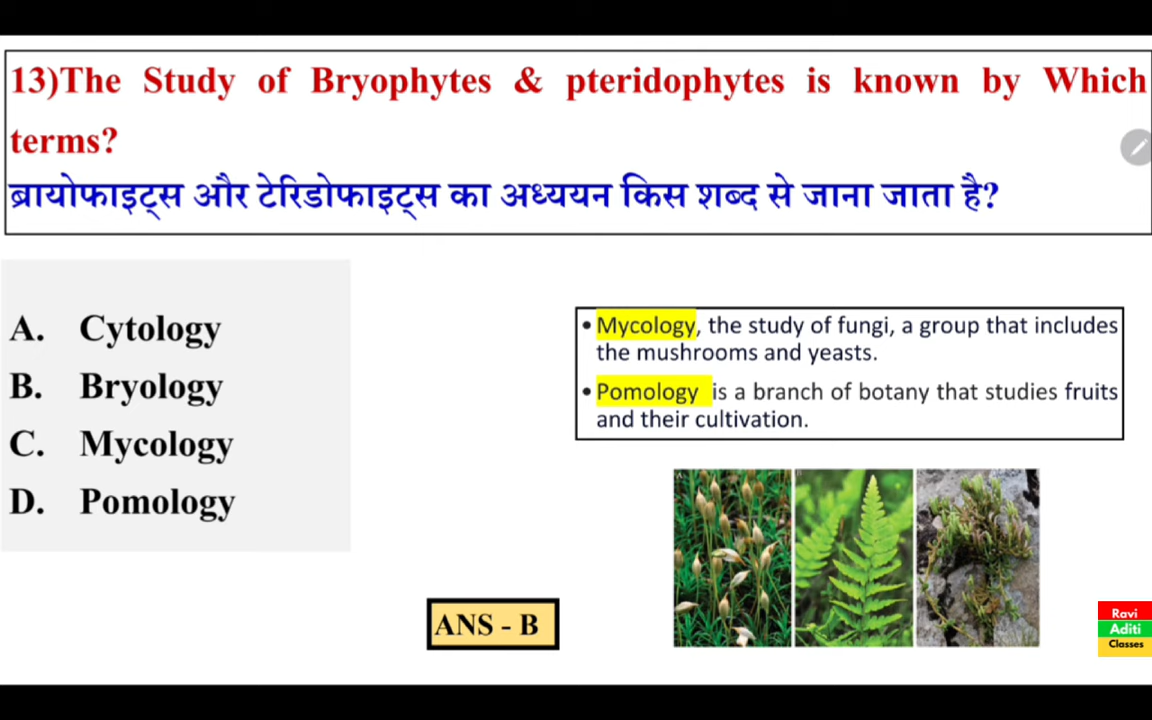 13)The Study of Bryophytes & pteridophytes is known by Which
terms?
ब्रायोफाइट्स और टेरिडोफाइट्स का अध्ययन किस शब्द से जाना जाता है?
A. Cytology
B. Bryology
C. Mycology
D. Pomology
• Mycology, the study of fungi, a group that includes
the mushrooms and yeasts.
• Pomology is a branch of botany that studies fruits
and their cultivation.
ANS - B
Ravi
Aditi
Classes